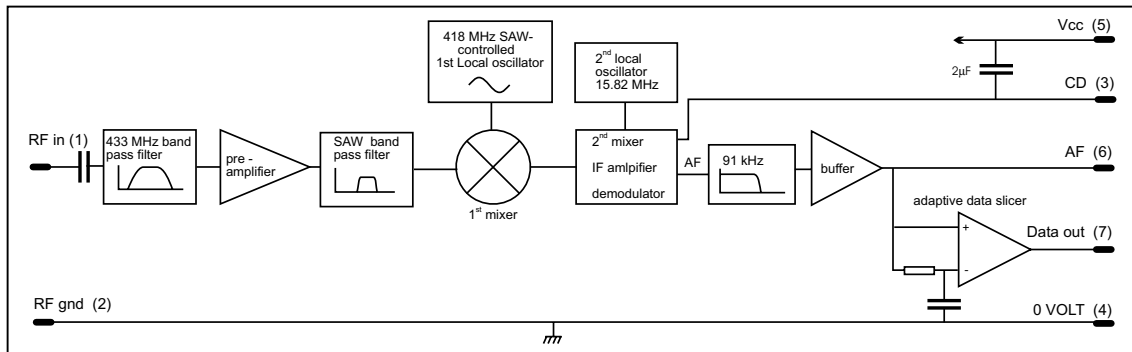 418 MHz SAW-
controlled
1st Local oscillator
2nd local
oscillator
15.82 MHz
Vcc (5)
2µF
CD (3)
RF in (1)
433 MHz band
pass filter
pre -
amplifier
SAW band
pass filter
1st mixer
2nd mixer
IF amlpifier
demodulator
AF
91 kHz
buffer
AF (6)
adaptive data slicer
+
-
Data out (7)
RF gnd (2)
0 VOLT (4)